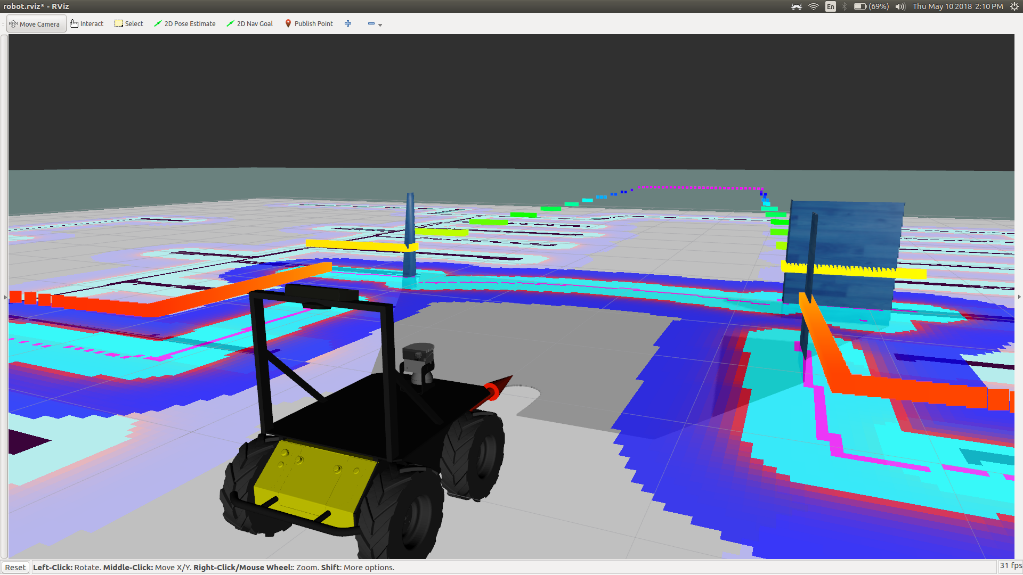 robot.rviz* - RViz
En (69%) Thu May 10 2018 2:10 PM
Move Camera Interact Select 2D Pose Estimate 2D Nav Goal Publish Point
Reset Left-Click: Rotate. Middle-Click: Move X/Y. Right-Click/Mouse Wheel:: Zoom. Shift: More options. 31 fps